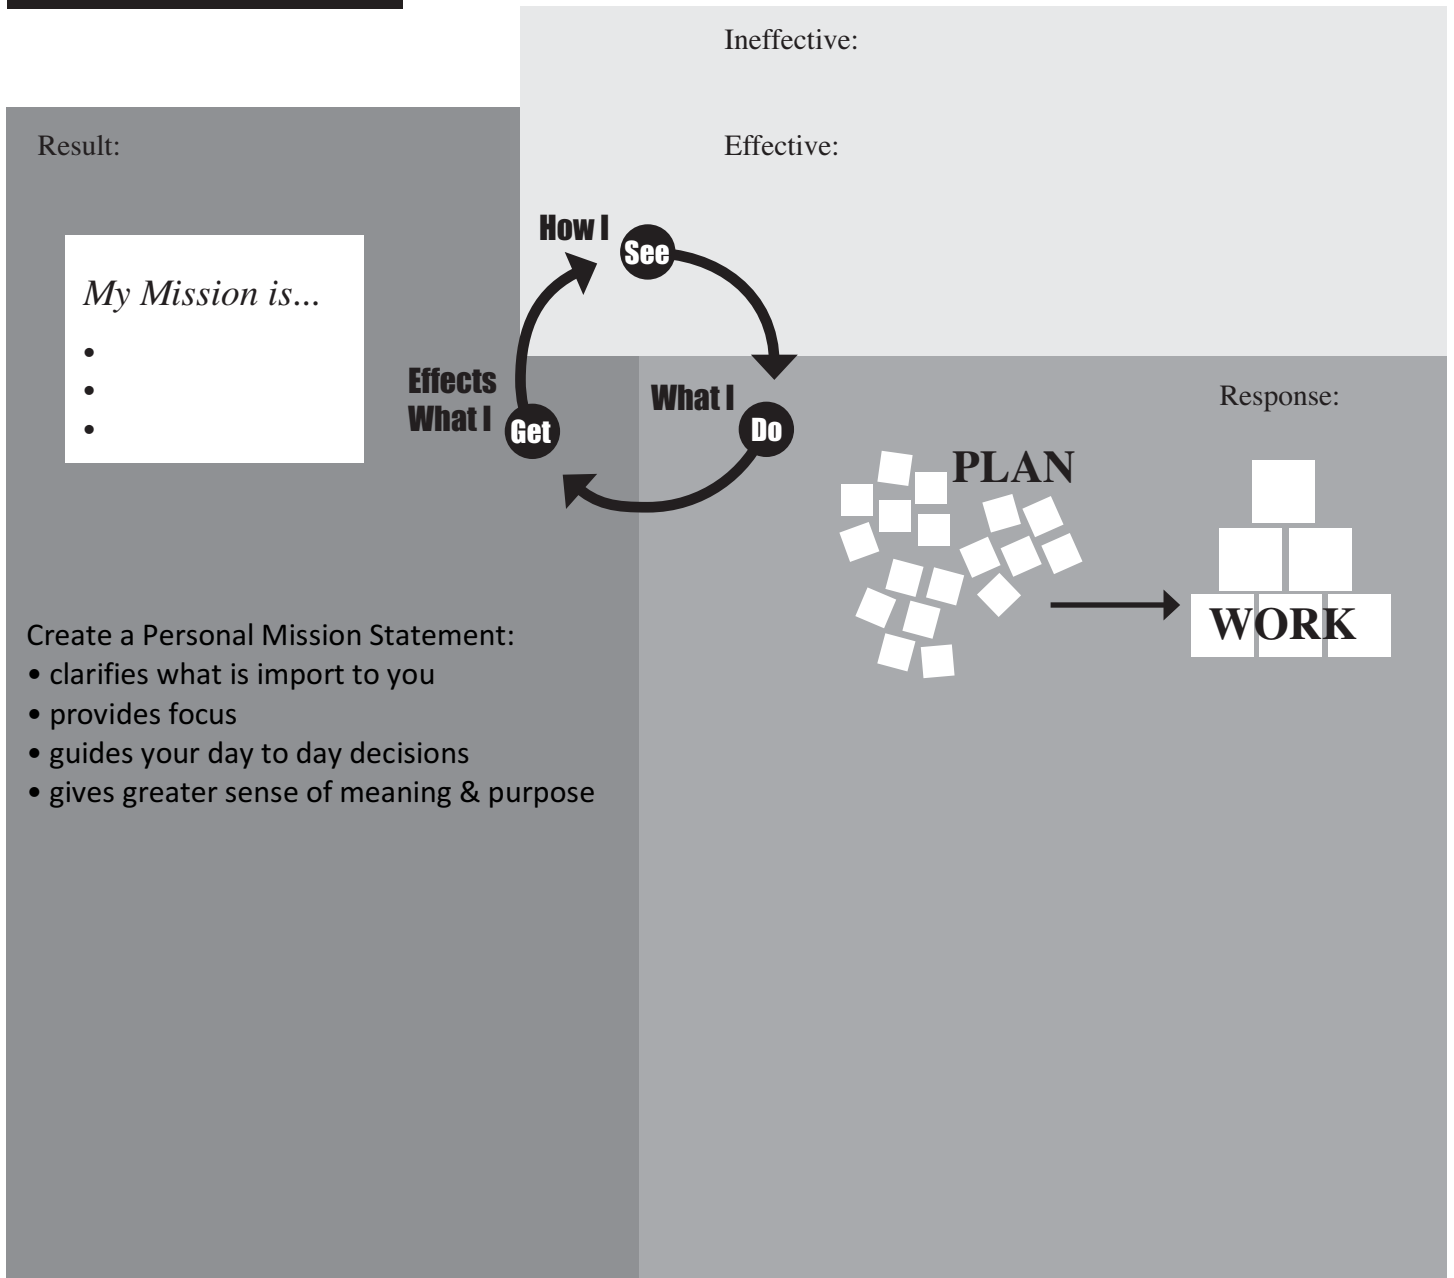 Ineffective:
Effective:
Result:
How I
See
My Mission is...
•
•
•
Effects
What I
Get
What I
Do
Response:
PLAN
WORK
Create a Personal Mission Statement:
• clarifies what is import to you
• provides focus
• guides your day to day decisions
• gives greater sense of meaning & purpose